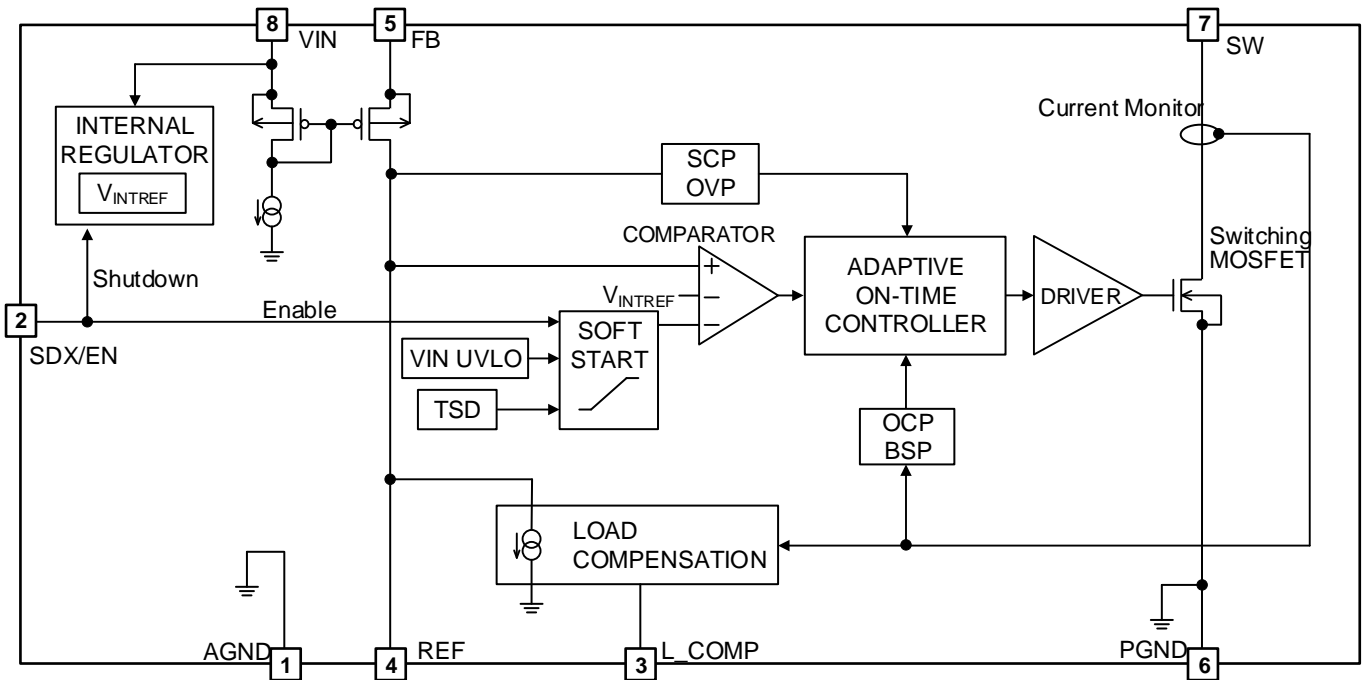 8
VIN
5
FB
7
SW
Current Monitor
INTERNAL
REGULATOR
VINTREF
SCP
OVP
COMPARATOR
Switching
MOSFET
Shutdown
+
VINTREF
−
−
ADAPTIVE
ON-TIME
CONTROLLER
DRIVER
2
SDX/EN
Enable
SOFT
START
VIN UVLO
TSD
OCP
BSP
LOAD
COMPENSATION
AGND
1
4
REF
3
L_COMP
PGND
6